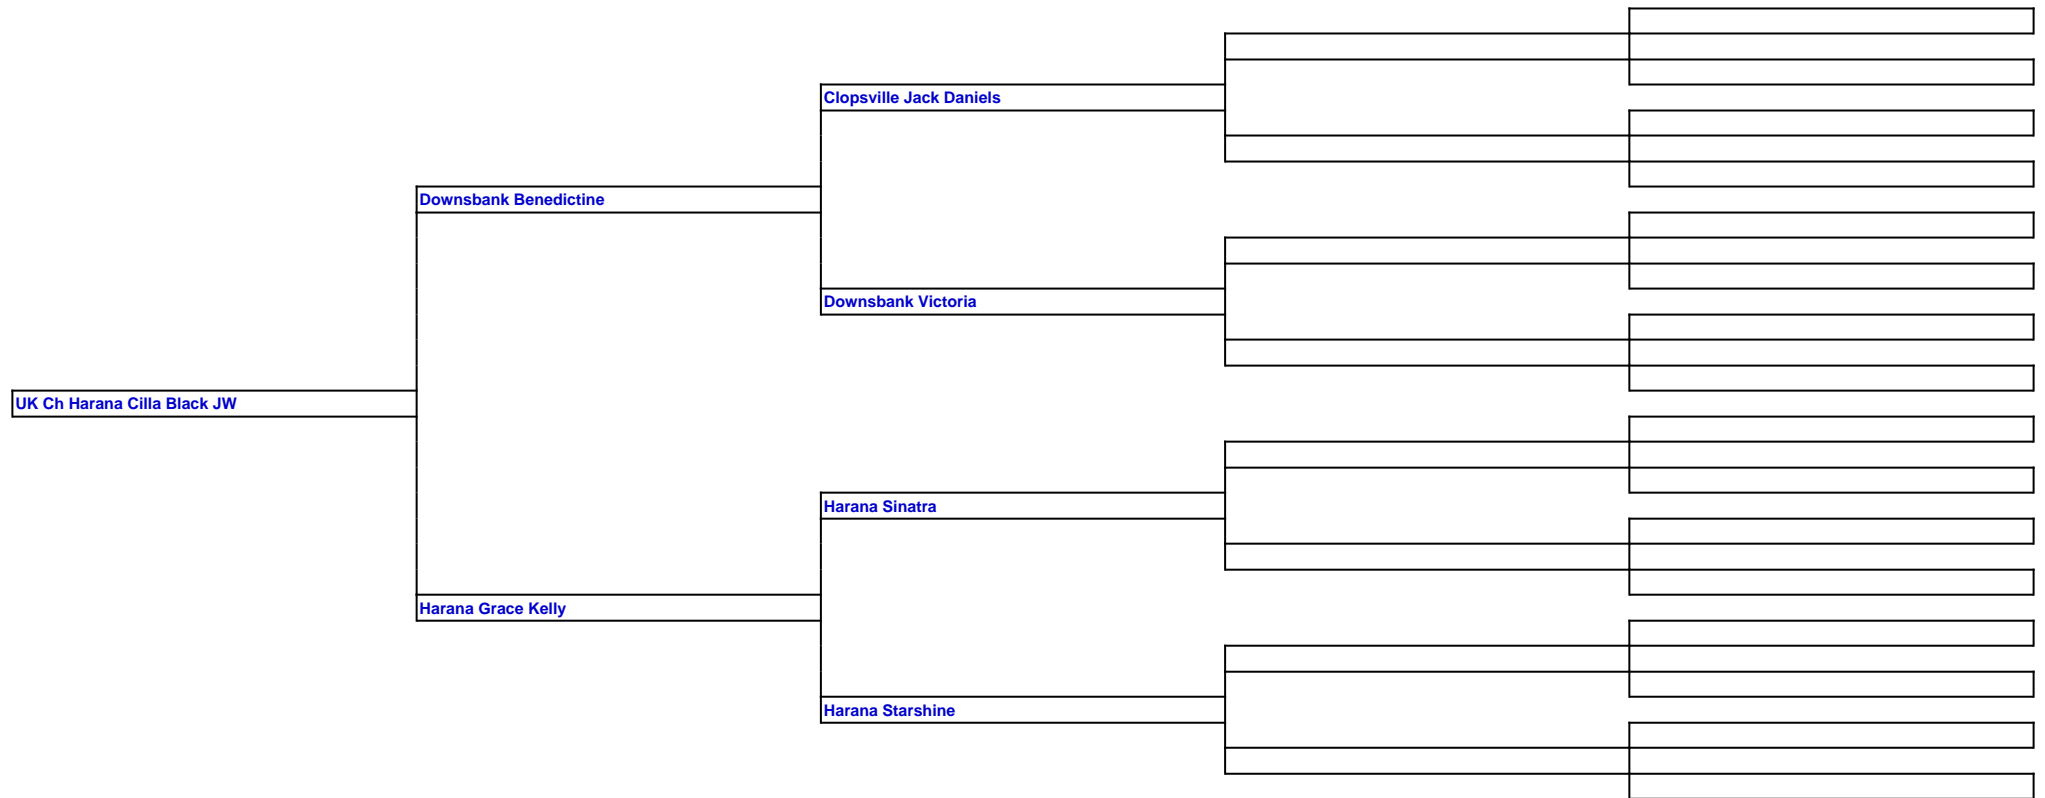 Clopsville Jack Daniels
Downsbank Benedictine
Downsbank Victoria
UK Ch Harana Cilla Black JW
Harana Sinatra
Harana Grace Kelly
Harana Starshine